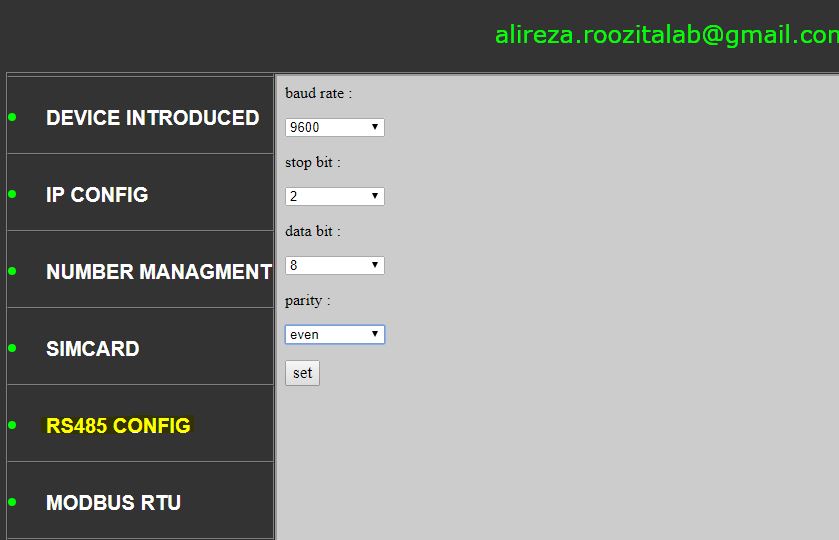 alireza.roozitalab@gmail.con
DEVICE INTRODUCED
IP CONFIG
NUMBER MANAGMENT
SIMCARD
RS485 CONFIG
MODBUS RTU
baud rate :
9600
stop bit :
2
data bit :
8
parity :
even
set